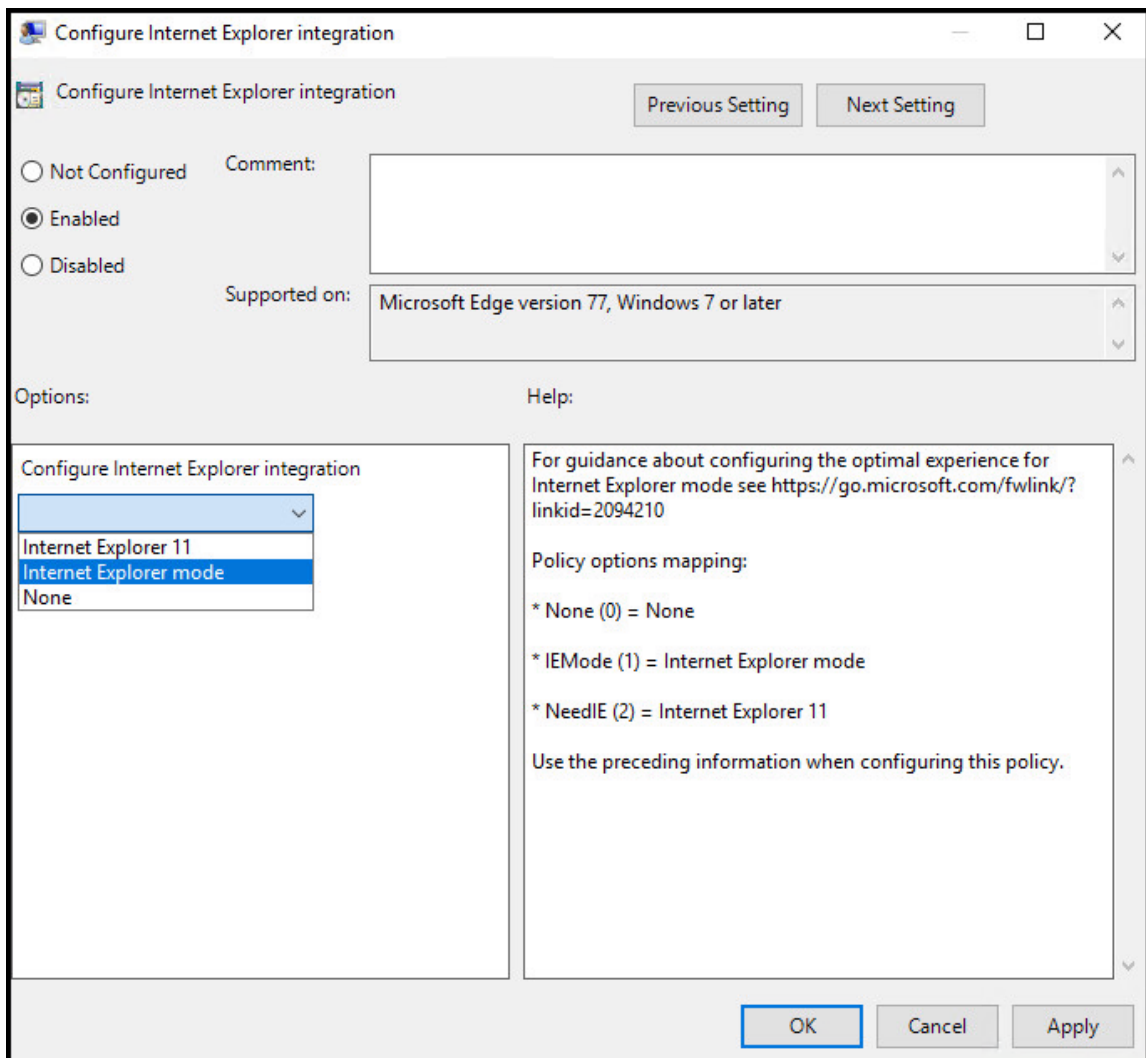 Configure Internet Explorer integration
Configure Internet Explorer integration
Previous Setting
Next Setting
Not Configured
Enabled
Disabled
Comment:
Supported on:
Microsoft Edge version 77, Windows 7 or later
Options:
Help:
Configure Internet Explorer integration
Internet Explorer 11
Internet Explorer mode
None
For guidance about configuring the optimal experience for
Internet Explorer mode see https://go.microsoft.com/fwlink/?
linkid=2094210
Policy options mapping:
* None (0) = None
* IEMode (1) = Internet Explorer mode
* NeedIE (2) = Internet Explorer 11
Use the preceding information when configuring this policy.
OK
Cancel
Apply